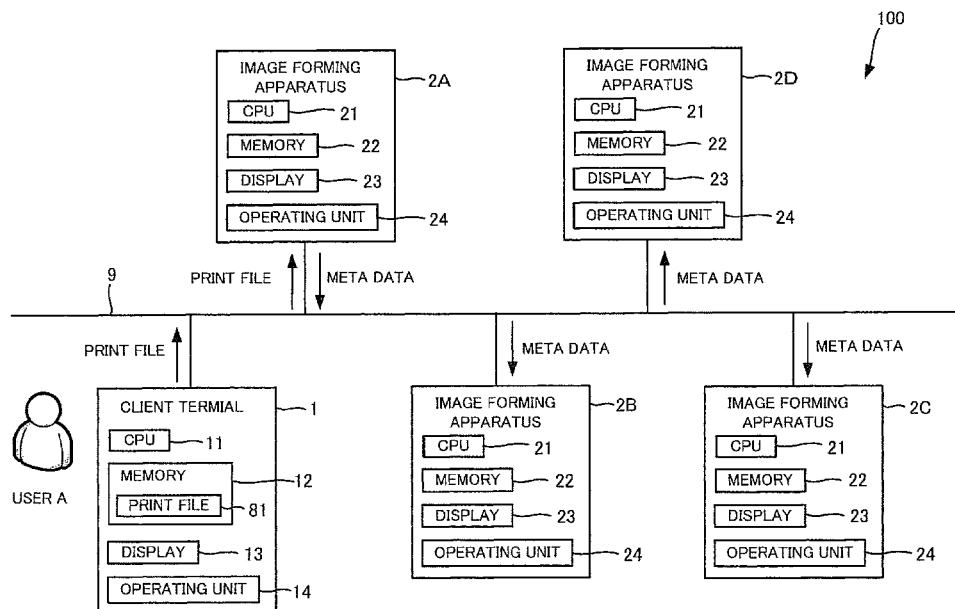 100
IMAGE FORMING
APPARATUS
2A
CPU
21
MEMORY
22
DISPLAY
23
OPERATING UNIT
24
IMAGE FORMING
APPARATUS
2D
CPU
21
MEMORY
22
DISPLAY
23
OPERATING UNIT
24
9
PRINT FILE
META DATA
META DATA
PRINT FILE
META DATA
META DATA
USER A
CLIENT TERMIAL
1
CPU
11
MEMORY
12
PRINT FILE
81
DISPLAY
13
OPERATING UNIT
14
IMAGE FORMING
APPARATUS
2B
CPU
21
MEMORY
22
DISPLAY
23
OPERATING UNIT
24
IMAGE FORMING
APPARATUS
2C
CPU
21
MEMORY
22
DISPLAY
23
OPERATING UNIT
24